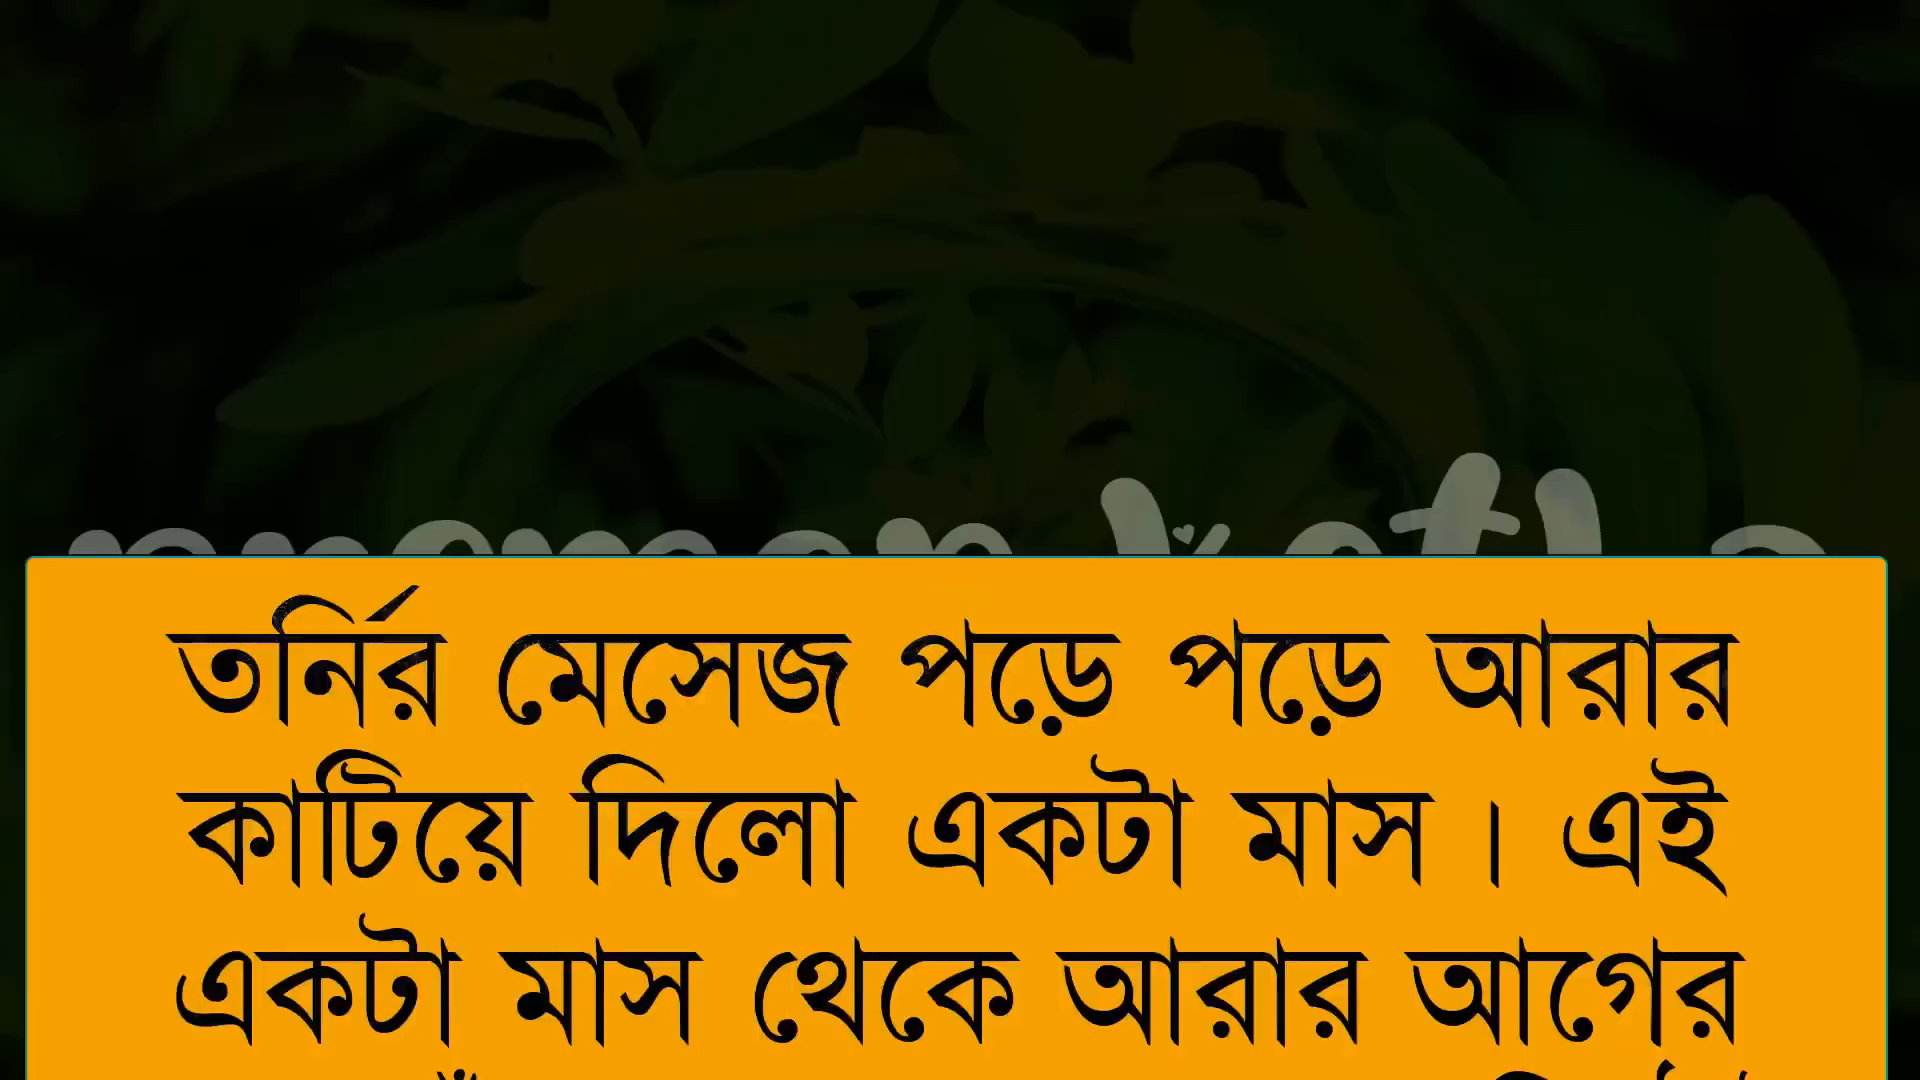 তর্নির মেসেজ পড়ে পড়ে আরার
কাটিয়ে দিলো একটা মাস । এই
একটা মাস থেকে আরার আগের